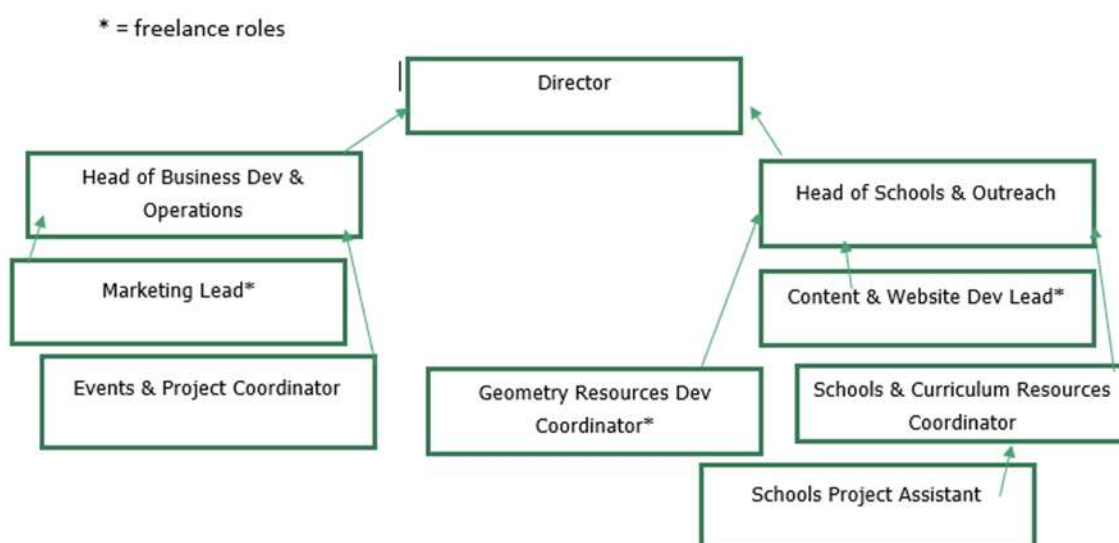 * = freelance roles
Director
Head of Business Dev &
Operations
Head of Schools & Outreach
Marketing Lead*
Content & Website Dev Lead*
Events & Project Coordinator
Geometry Resources Dev
Coordinator*
Schools & Curriculum Resources
Coordinator
Schools Project Assistant